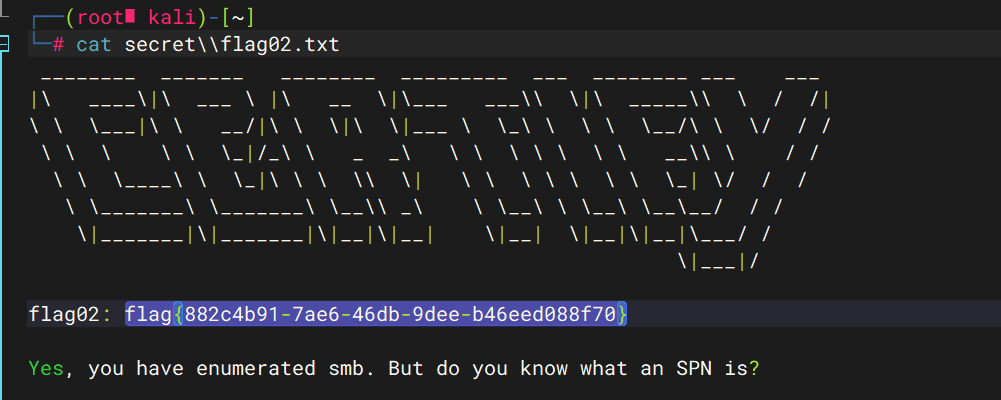 ┌──(root㉿ kali)-[~]
└─# cat secret\\flag02.txt
 ________  _______   ________  _________  ___  ________ ___    ___
|\   ____\|\  ___ \ |\   __  \|\___   ___\\  \|\  _____\\  \  /  /|
\ \  \___|\ \   __/|\ \  \|\  \|___ \  \_\ \  \ \  \__/\ \  \/  / /
 \ \  \    \ \  \_|/_\ \   _  _\   \ \  \ \ \  \ \   __\\ \    / /
  \ \  \____\ \  \_|\ \ \  \\  \|   \ \  \ \ \  \ \  \_| \/  /  /
   \ \_______\ \_______\ \__\\ _\    \ \__\ \ \__\ \__\__/  / /
    \|_______|\|_______|\|__|\|__|    \|__|  \|__|\|__|\___/ /
                                                      \|___|/
flag02: flag{882c4b91-7ae6-46db-9dee-b46eed088f70}
Yes, you have enumerated smb. But do you know what an SPN is?